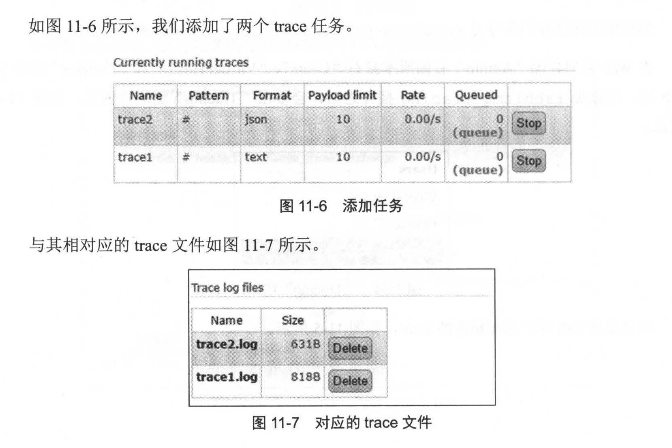 如图 11-6 所示，我们添加了两个 trace 任务。
Currently running traces
Name Pattern Format Payload limit Rate Queued
trace2 # json 10 0.00/s 0 (queue) Stop
trace1 # text 10 0.00/s 0 (queue) Stop
图 11-6 添加任务
与其相对应的 trace 文件如图 11-7 所示。
Trace log files
Name Size
trace2.log 631B Delete
trace1.log 818B Delete
图 11-7 对应的 trace 文件